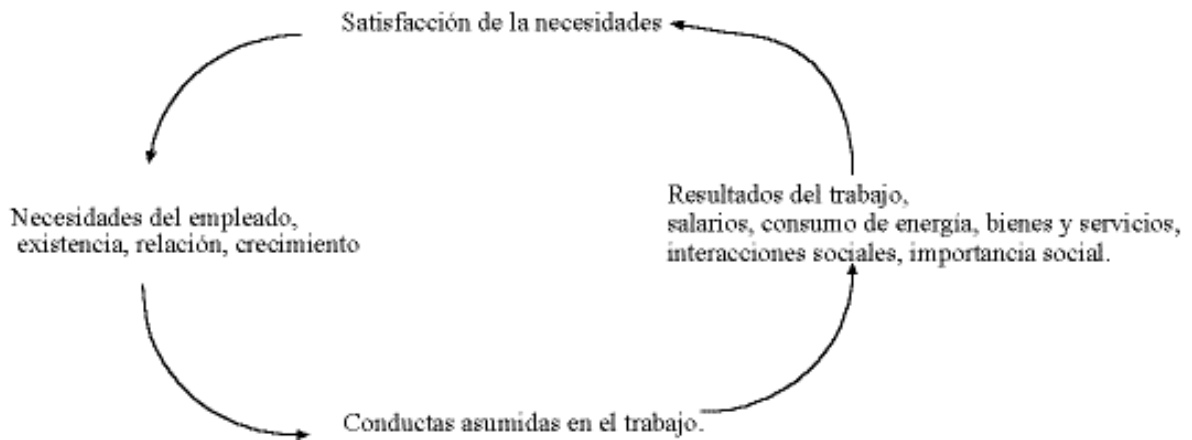 Satisfacción de la necesidades
Necesidades del empleado,
existencia, relación, crecimiento
Resultados del trabajo,
salarios, consumo de energía, bienes y servicios,
interacciones sociales, importancia social.
Conductas asumidas en el trabajo.